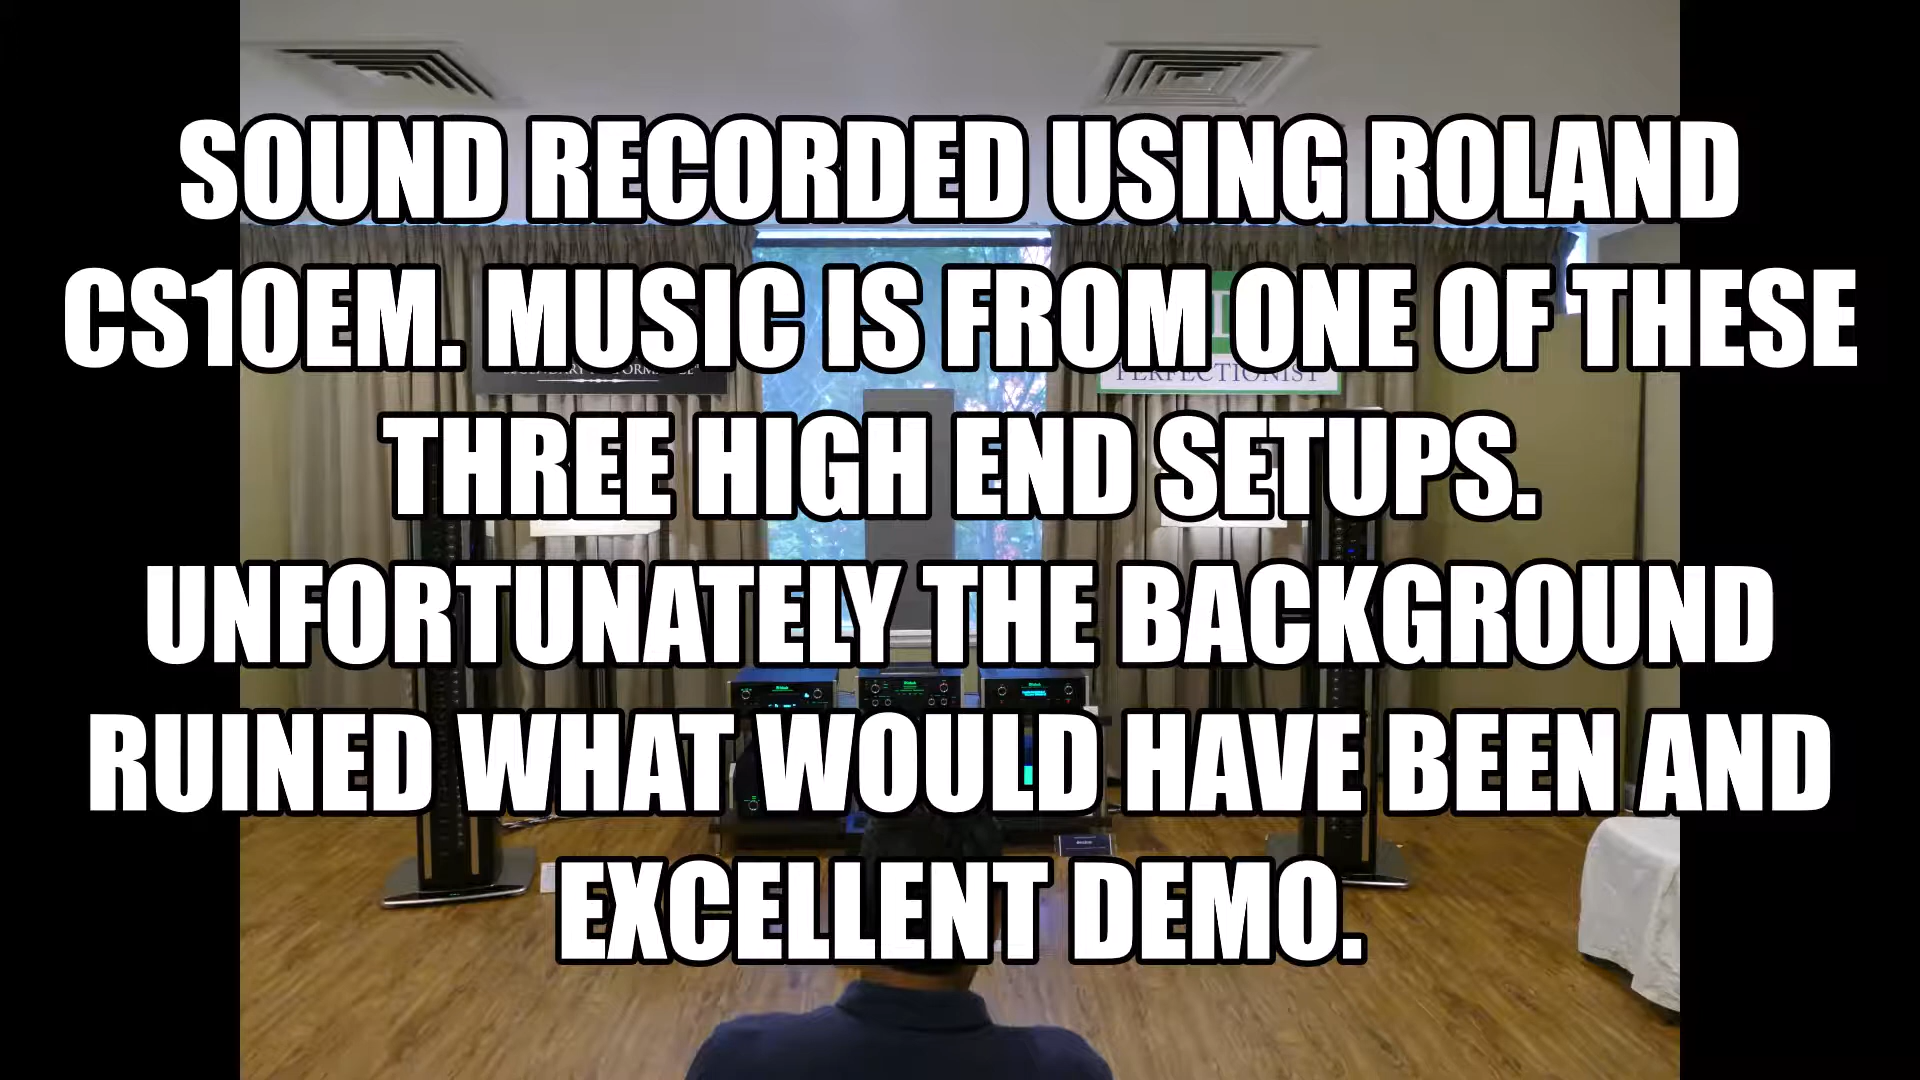 SOUND RECORDED USING ROLAND
CS10EM. MUSIC IS FROM ONE OF THESE
THREE HIGH END SETUPS.
UNFORTUNATELY THE BACKGROUND
RUINED WHAT WOULD HAVE BEEN AND
EXCELLENT DEMO.
PERFECTIONIST